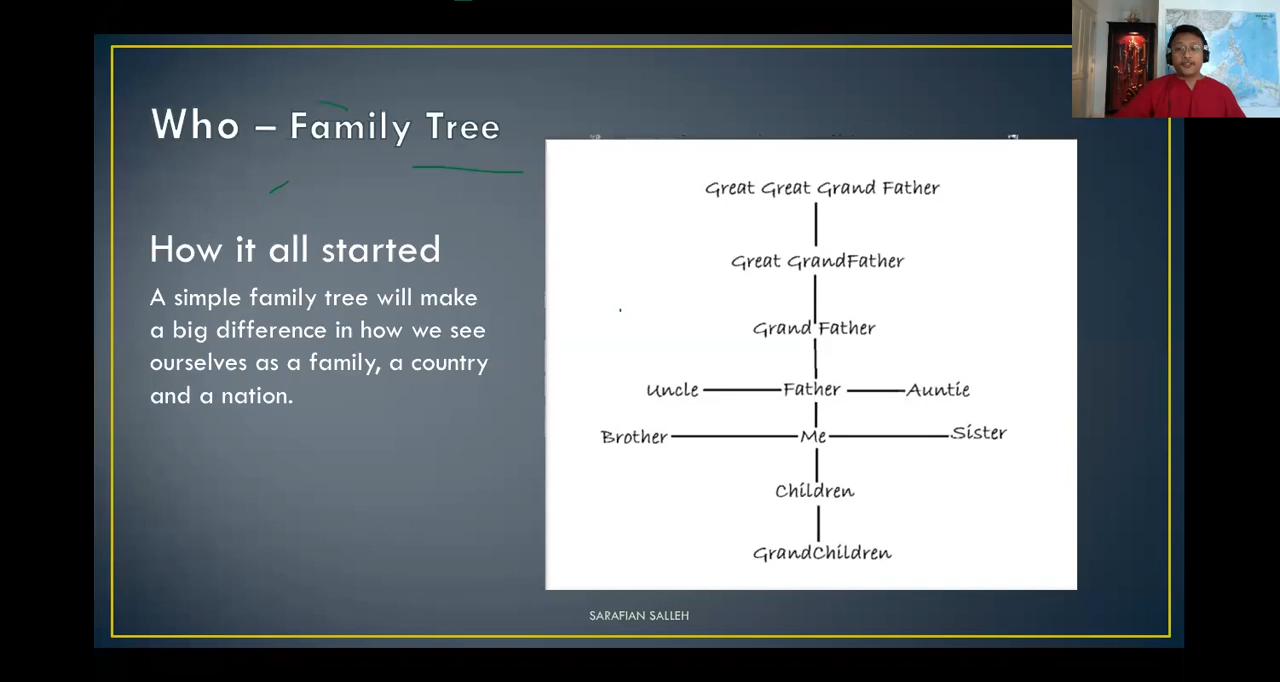 Who – Family Tree
How it all started
A simple family tree will make
a big difference in how we see
ourselves as a family, a country
and a nation.
Great Great Grand Father
Great GrandFather
Grand Father
Uncle Father Auntie
Brother Me Sister
Children
GrandChildren
SARAFIAN SALLEH